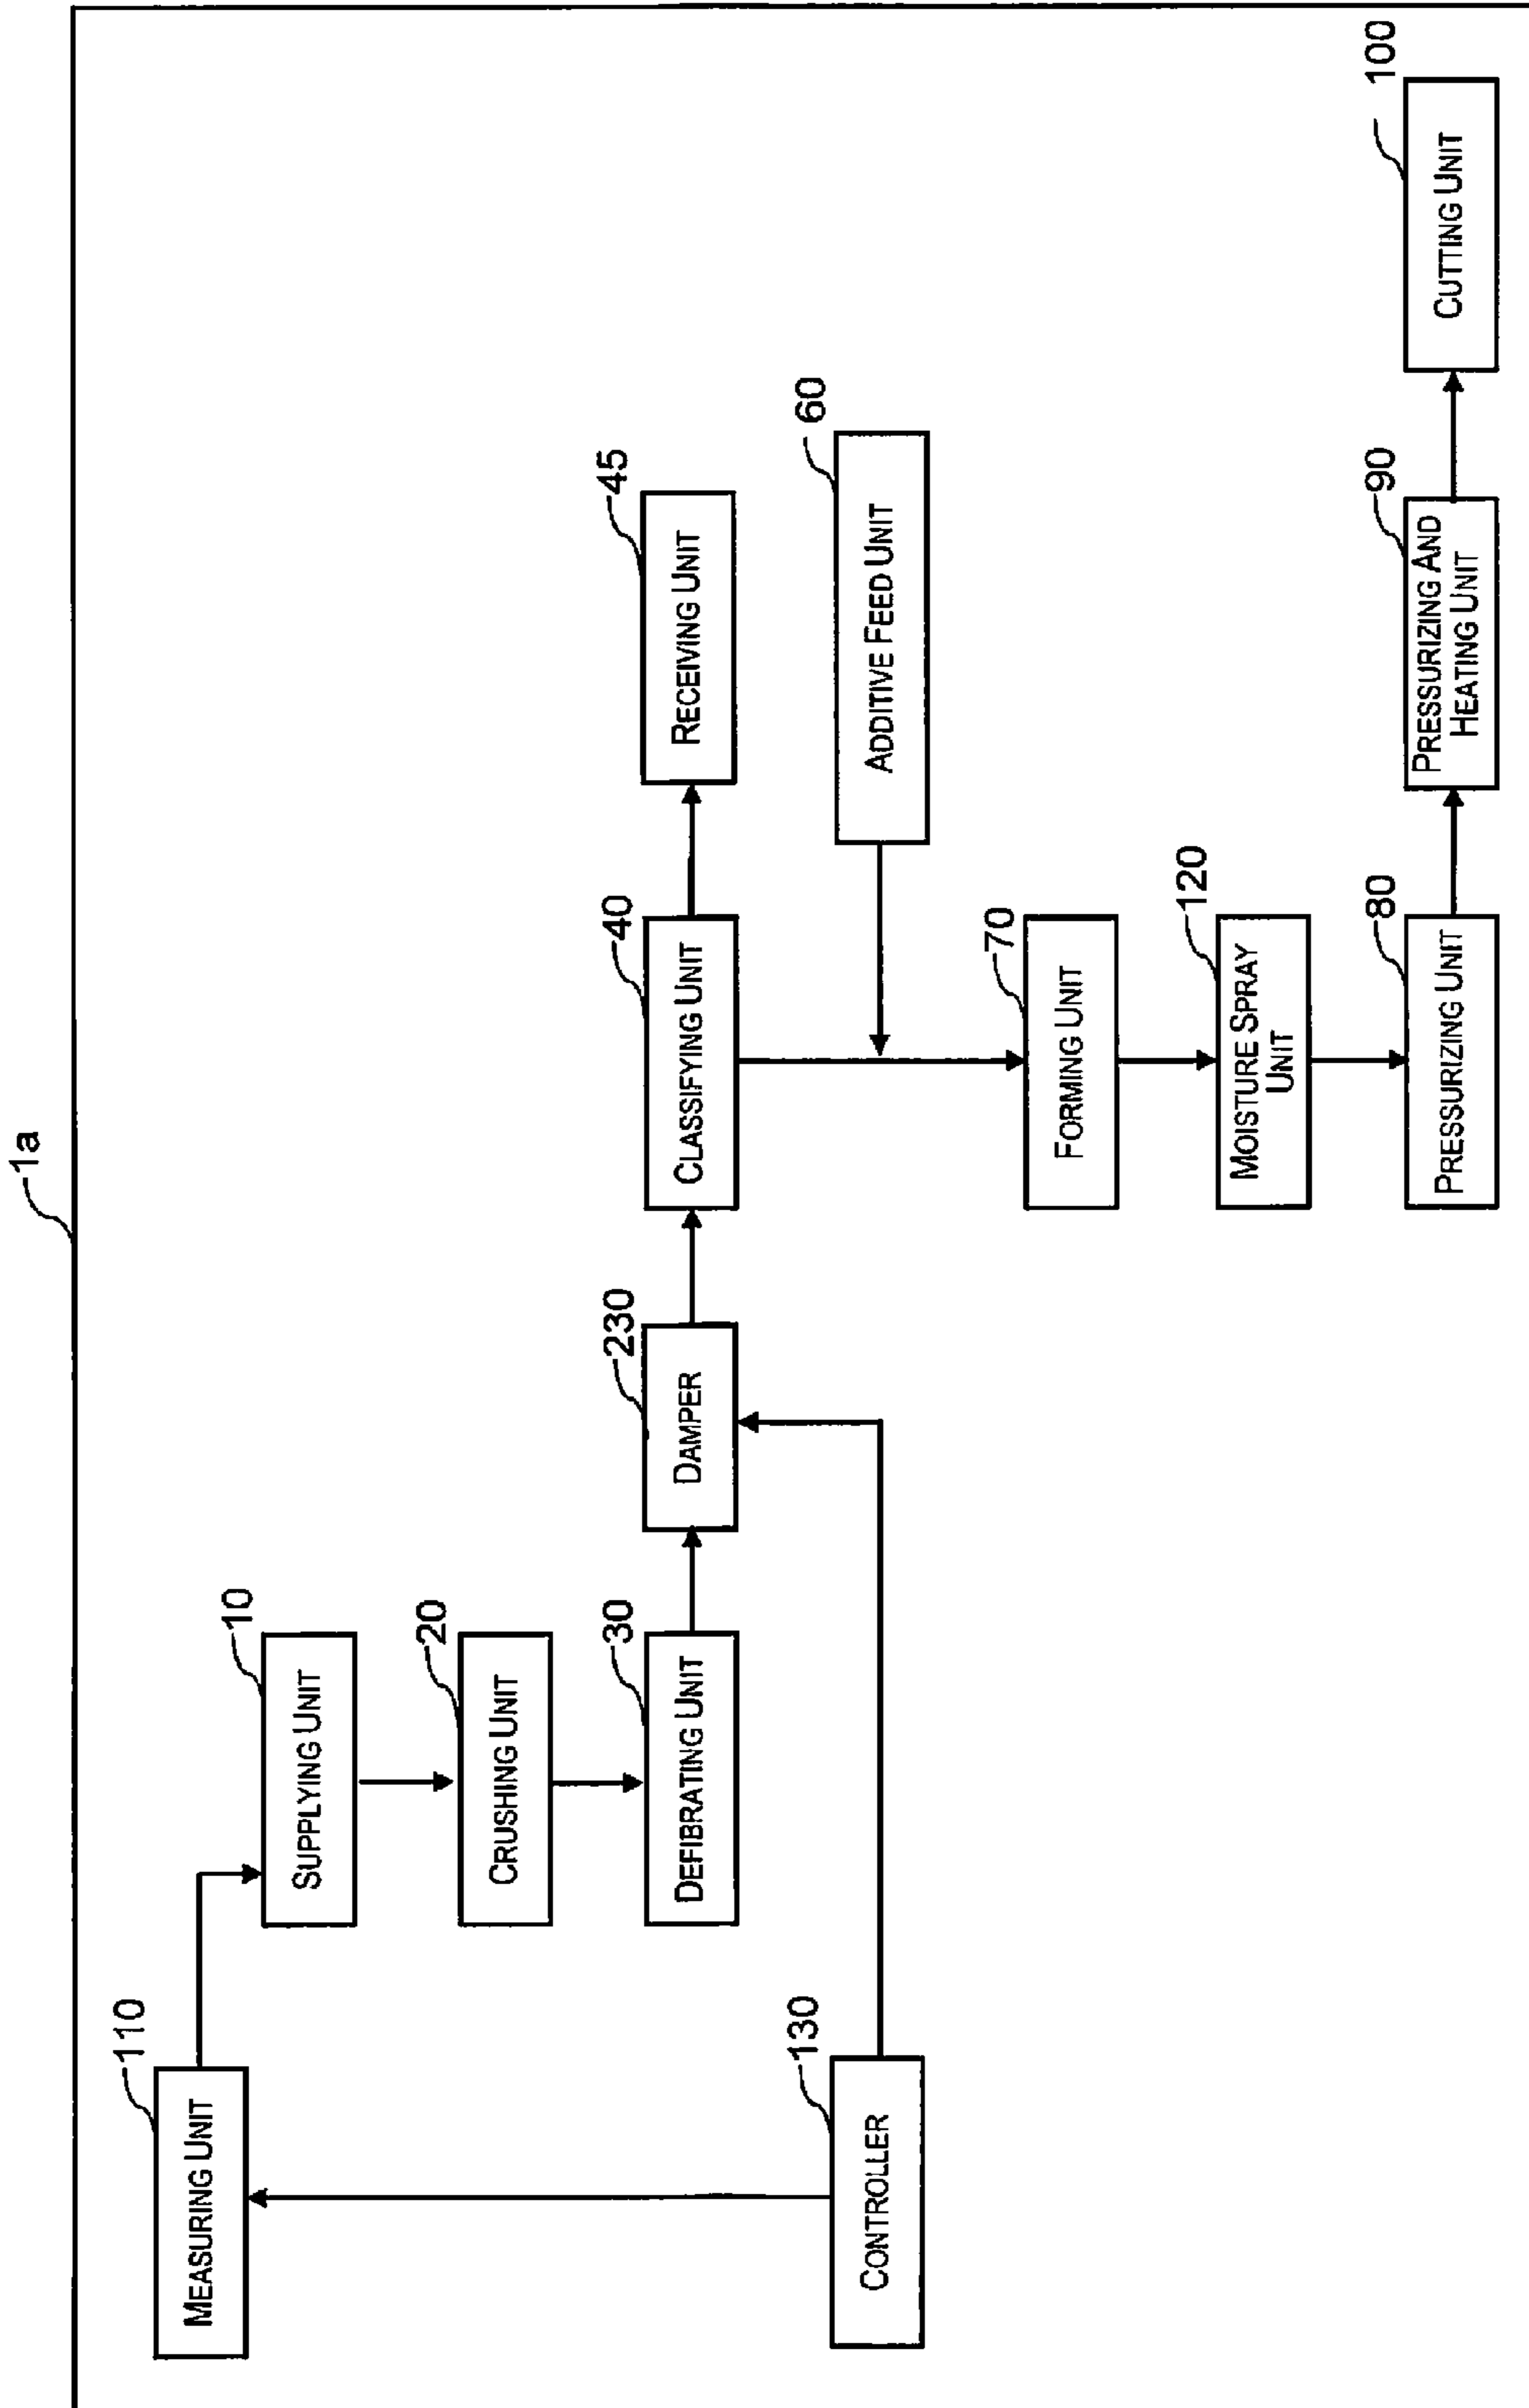 1a
110
MEASURING UNIT
10
SUPPLYING UNIT
20
CRUSHING UNIT
30
DEFIBRATING UNIT
230
DAMPER
40
CLASSIFYING UNIT
45
RECEIVING UNIT
130
CONTROLLER
60
ADDITIVE FEED UNIT
70
FORMING UNIT
120
MOISTURE SPRAY
UNIT
80
PRESSURIZING UNIT
90
PRESSURIZING AND
HEATING UNIT
100
CUTTING UNIT